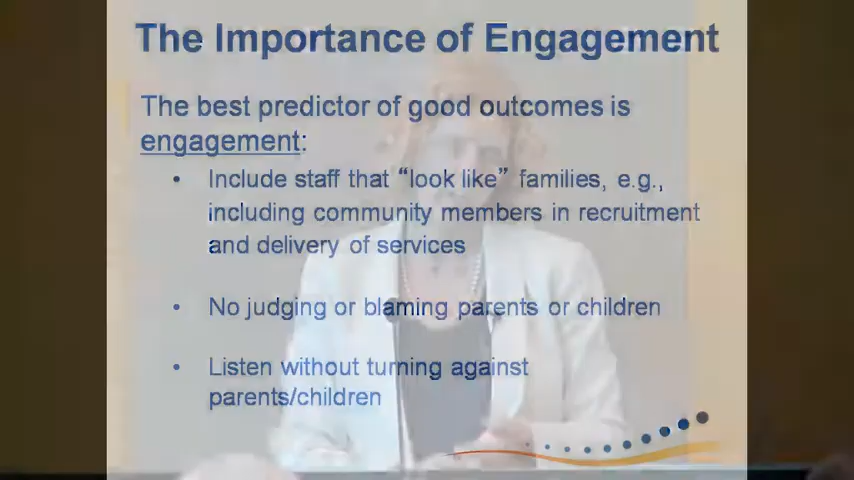 The Importance of Engagement
The best predictor of good outcomes is
engagement:
• Include staff that “look like” families, e.g.,
including community members in recruitment
and delivery of services
• No judging or blaming parents or children
• Listen without turning against
parents/children